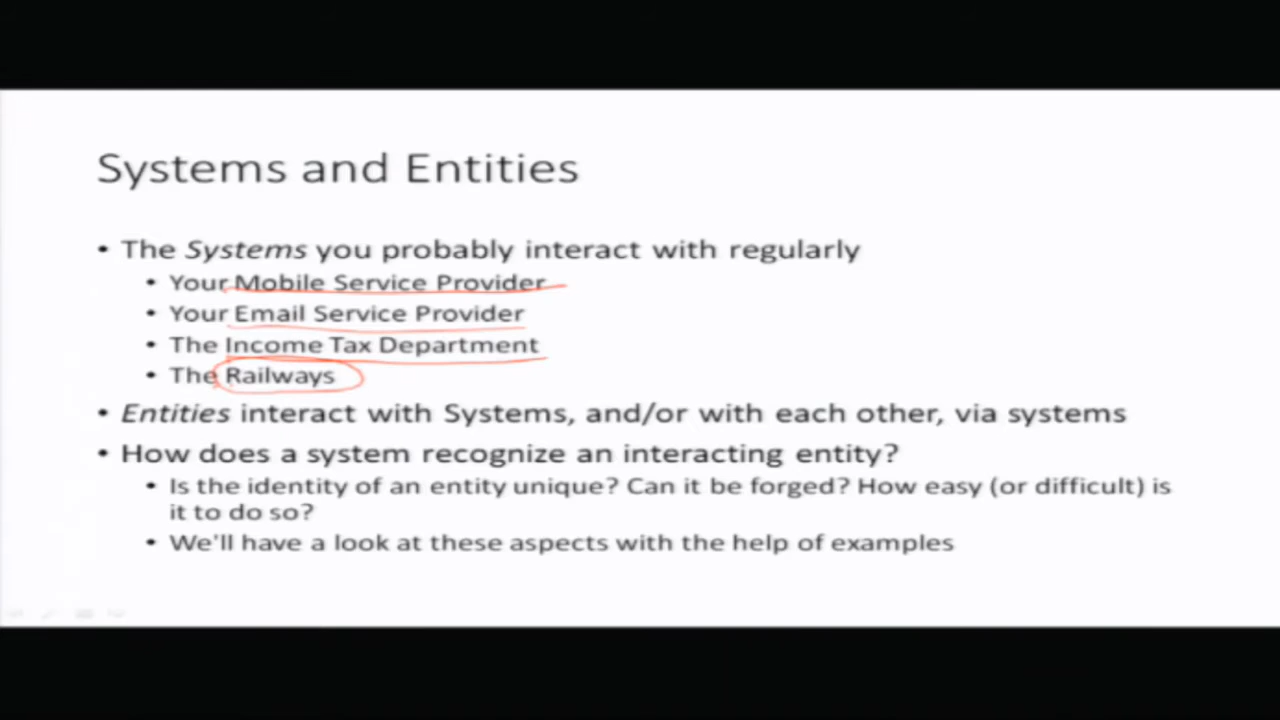 Systems and Entities
• The Systems you probably interact with regularly
• Your Mobile Service Provider
• Your Email Service Provider
• The Income Tax Department
• The Railways
• Entities interact with Systems, and/or with each other, via systems
• How does a system recognize an interacting entity?
• Is the identity of an entity unique? Can it be forged? How easy (or difficult) is
it to do so?
• We'll have a look at these aspects with the help of examples